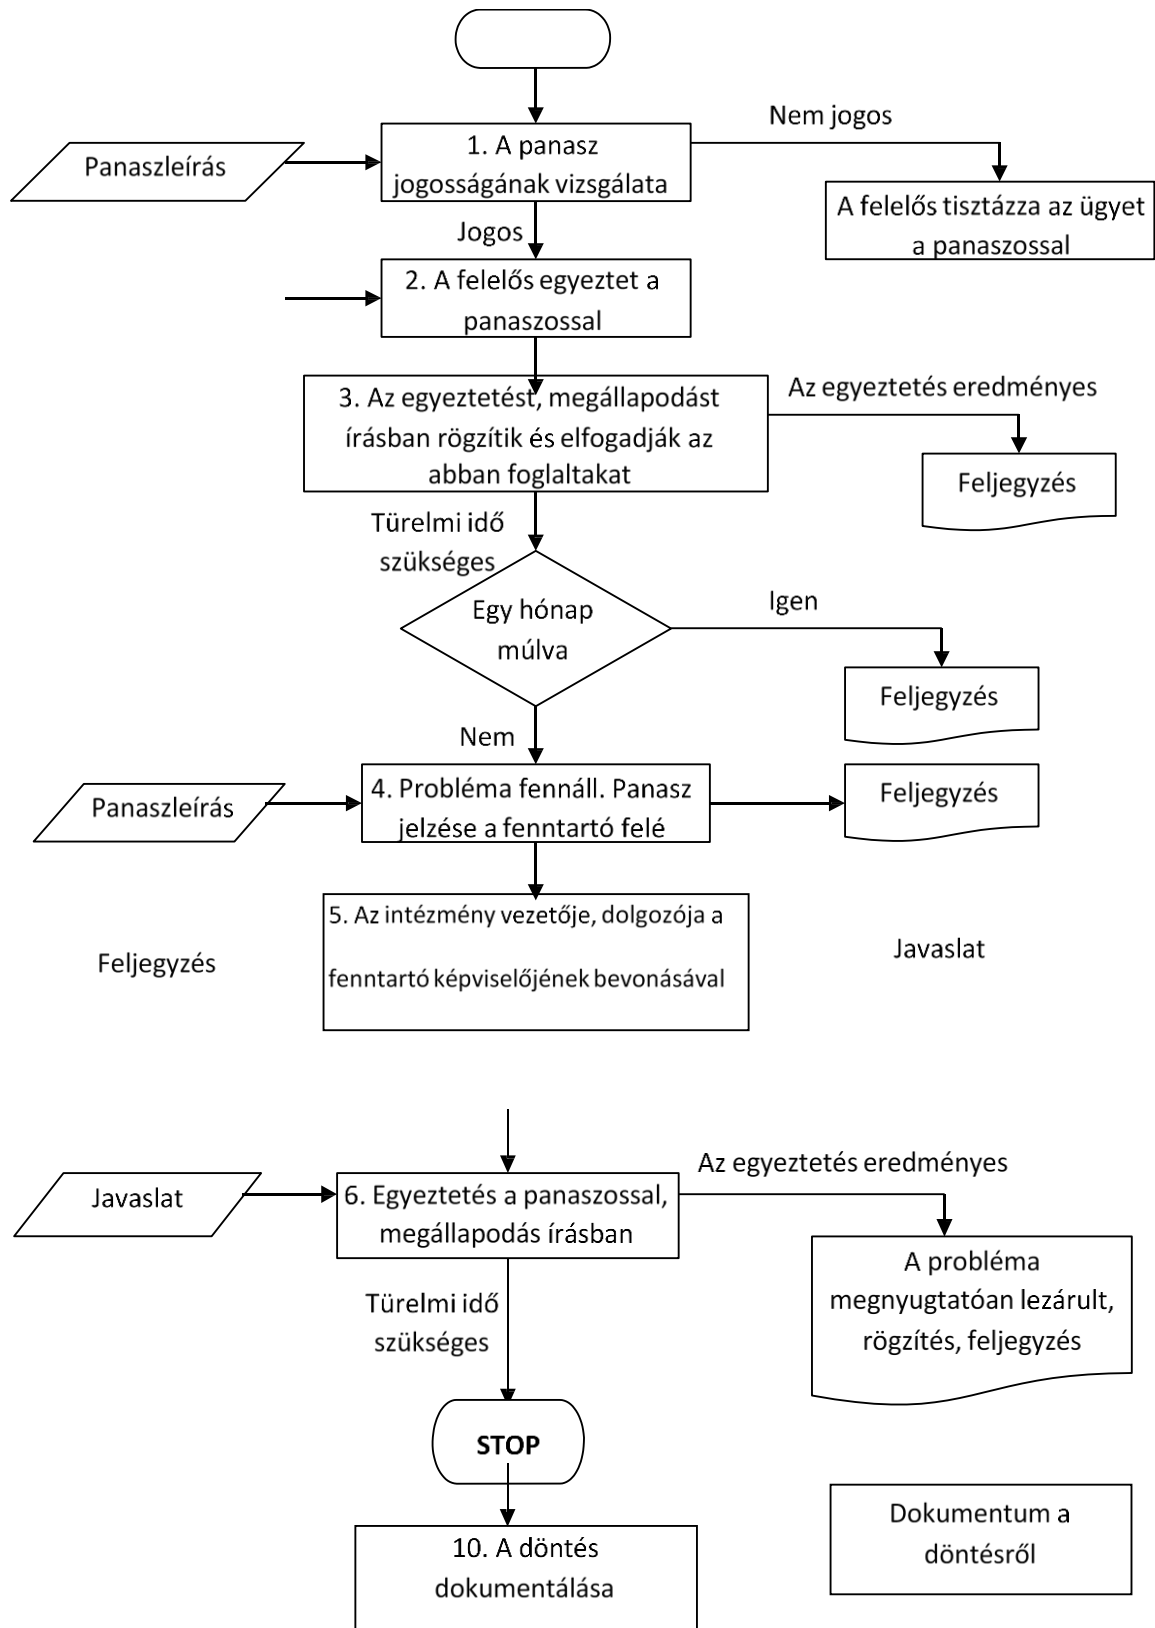 Nem jogos
Panaszleírás
1. A panasz
jogosságának vizsgálata
A felelős tisztázza az ügyet
a panaszossal
Jogos
2. A felelős egyeztet a
panaszossal
Az egyeztetés eredményes
3. Az egyeztetést, megállapodást
írásban rögzítik és elfogadják az
abban foglaltakat
Feljegyzés
Türelmi idő
szükséges
Egy hónap
múlva
Igen
Feljegyzés
Nem
Panaszleírás
4. Probléma fennáll. Panasz
jelzése a fenntartó felé
Feljegyzés
5. Az intézmény vezetője, dolgozója a
fenntartó képviselőjének bevonásával
Feljegyzés
Javaslat
Az egyeztetés eredményes
Javaslat
6. Egyeztetés a panaszossal,
megállapodás írásban
A probléma
megnyugtatóan lezárult,
rögzítés, feljegyzés
Türelmi idő
szükséges
STOP
Dokumentum a
döntésről
10. A döntés
dokumentálása